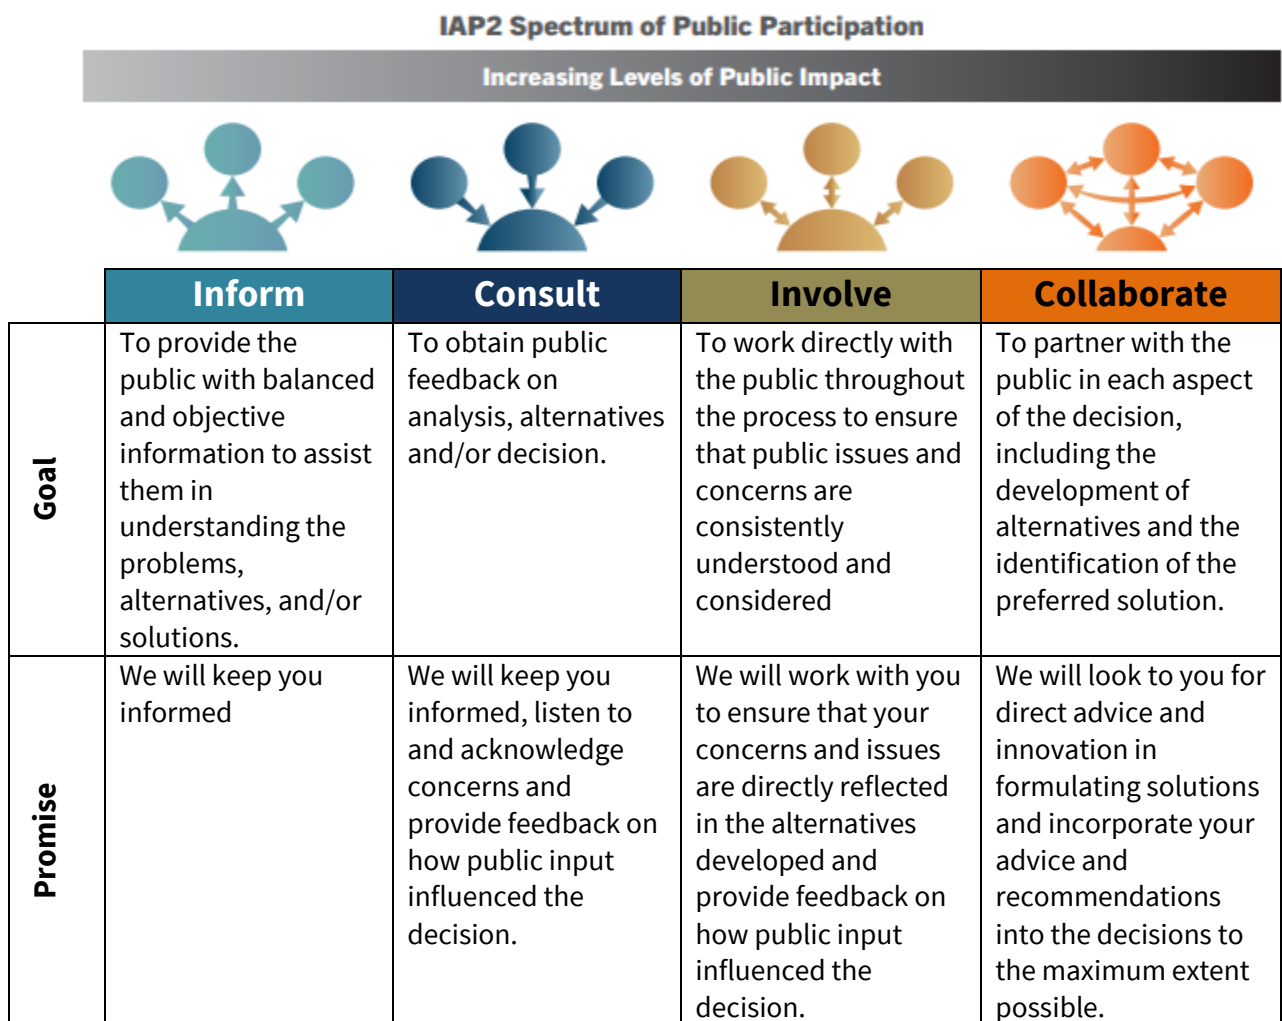 IAP2 Spectrum of Public Participation
Increasing Levels of Public Impact
Inform
Consult
Involve
Collaborate
Goal
To provide the
public with balanced
and objective
information to assist
them in
understanding the
problems,
alternatives, and/or
solutions.
To obtain public
feedback on
analysis, alternatives
and/or decision.
To work directly with
the public throughout
the process to ensure
that public issues and
concerns are
consistently
understood and
considered
To partner with the
public in each aspect
of the decision,
including the
development of
alternatives and the
identification of the
preferred solution.
Promise
We will keep you
informed
We will keep you
informed, listen to
and acknowledge
concerns and
provide feedback on
how public input
influenced the
decision.
We will work with you
to ensure that your
concerns and issues
are directly reflected
in the alternatives
developed and
provide feedback on
how public input
influenced the
decision.
We will look to you for
direct advice and
innovation in
formulating solutions
and incorporate your
advice and
recommendations
into the decisions to
the maximum extent
possible.